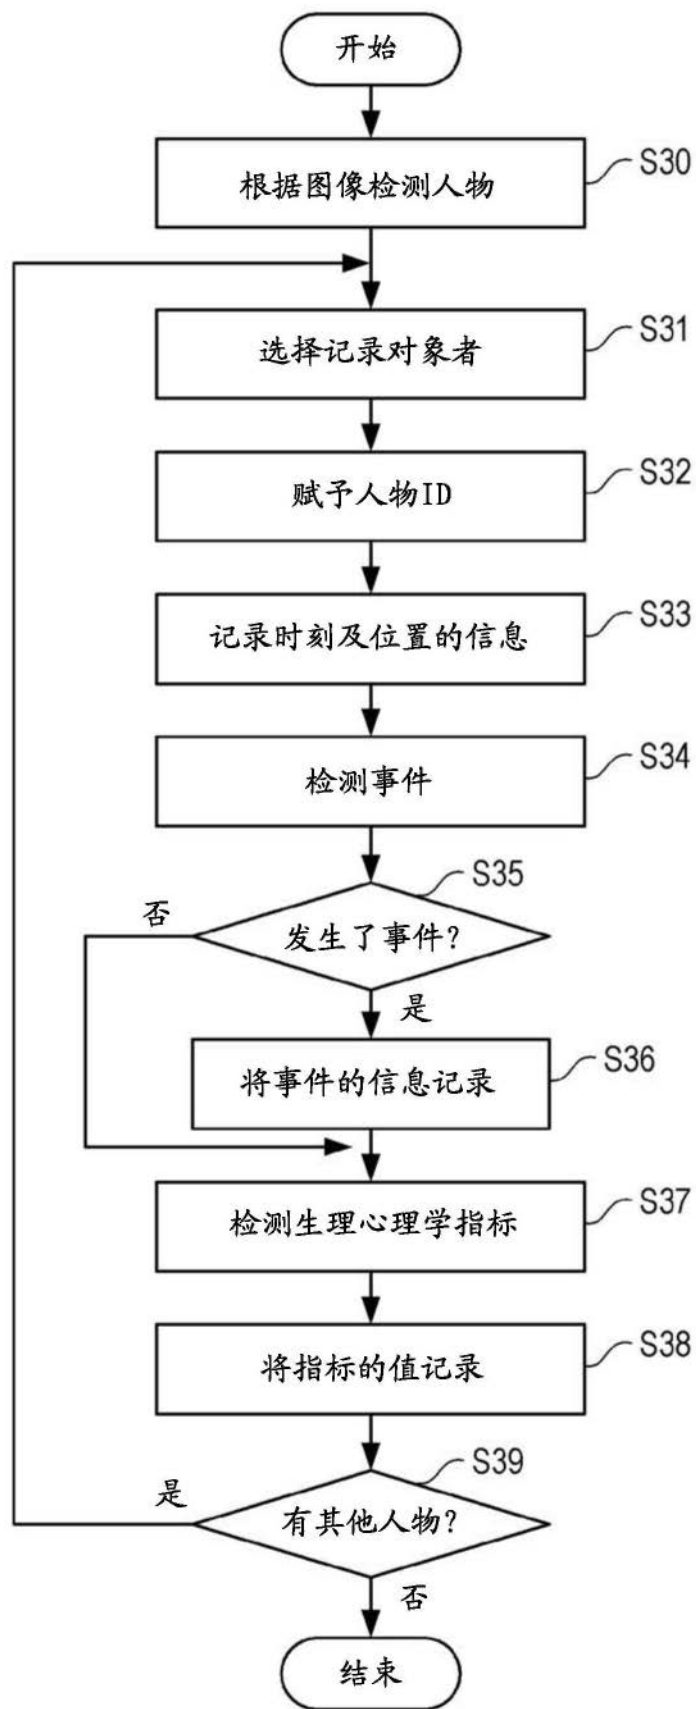 开始
根据图像检测人物
S30
选择记录对象者
S31
赋予人物ID
S32
记录时刻及位置的信息
S33
检测事件
S34
S35
发生了事件?
否
是
将事件的信息记录
S36
检测生理心理学指标
S37
将指标的值记录
S38
S39
有其他人物?
是
否
结束